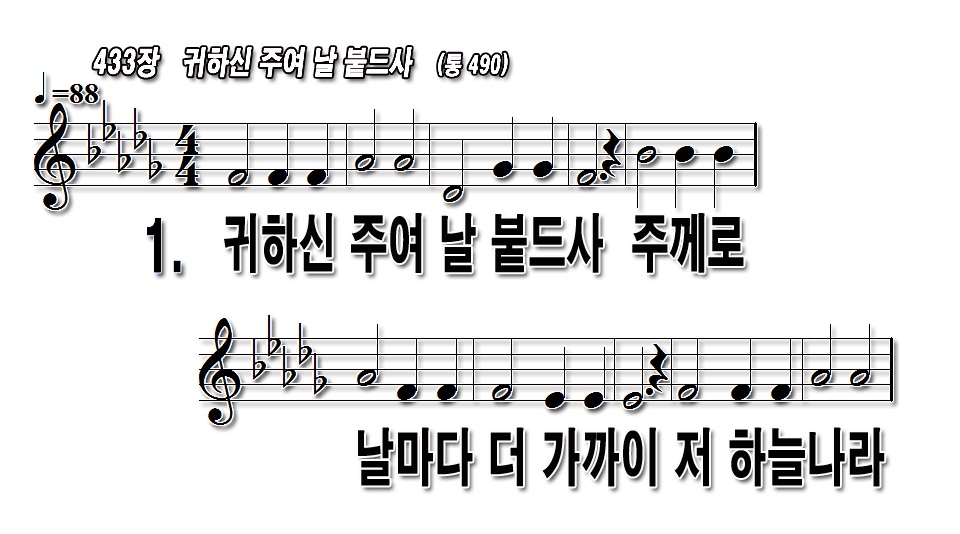 433장 귀하신 주여 날 붙드사 (통 490)
♩=88
4/4
1. 귀하신 주여 날 붙드사 주께로
날마다 더 가까이 저 하늘나라